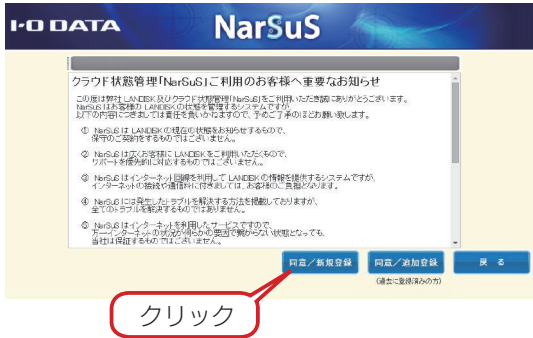 I-O DATA
NarSuS
クラウド状態管理「NarSuS」ご利用のお客様へ重要なお知らせ
この度は弊社 LANDISK 及びクラウド状態管理「NarSuS」をご利用いただき誠にありがとうございます。
NarSuSはお客様の LANDISKの状態を管理するシステムですが、
以下の内容につきましては責任を負いかねますので、予めご了承のほどお願い致します。
① NarSuS は LANDISKの現在の状態をお知らせするもので、
保守のご契約をするものではございません。
② NarSuS は広くお客様に LANDISK をご利用いただくもので、
サポートを優先的に対応するものではございません。
③ NarSuS はインターネット回線を利用して LANDISK の情報を提供するシステムですが、
インターネットの接続や通信料に付きましては、お客様のご負担となります。
④ NarSuS には発生したトラブルを解決する方法を掲載しておりますが、
全てのトラブルを解決するものではありません。
⑤ NarSuS はインターネットを利用したサービスですので、
万一インターネットの状況が何らかの要因で繋がらない状態となっても、
当社は保証するものではございません。
同意／新規登録
同意／追加登録
戻 る
(過去に登録済みの方)
クリック